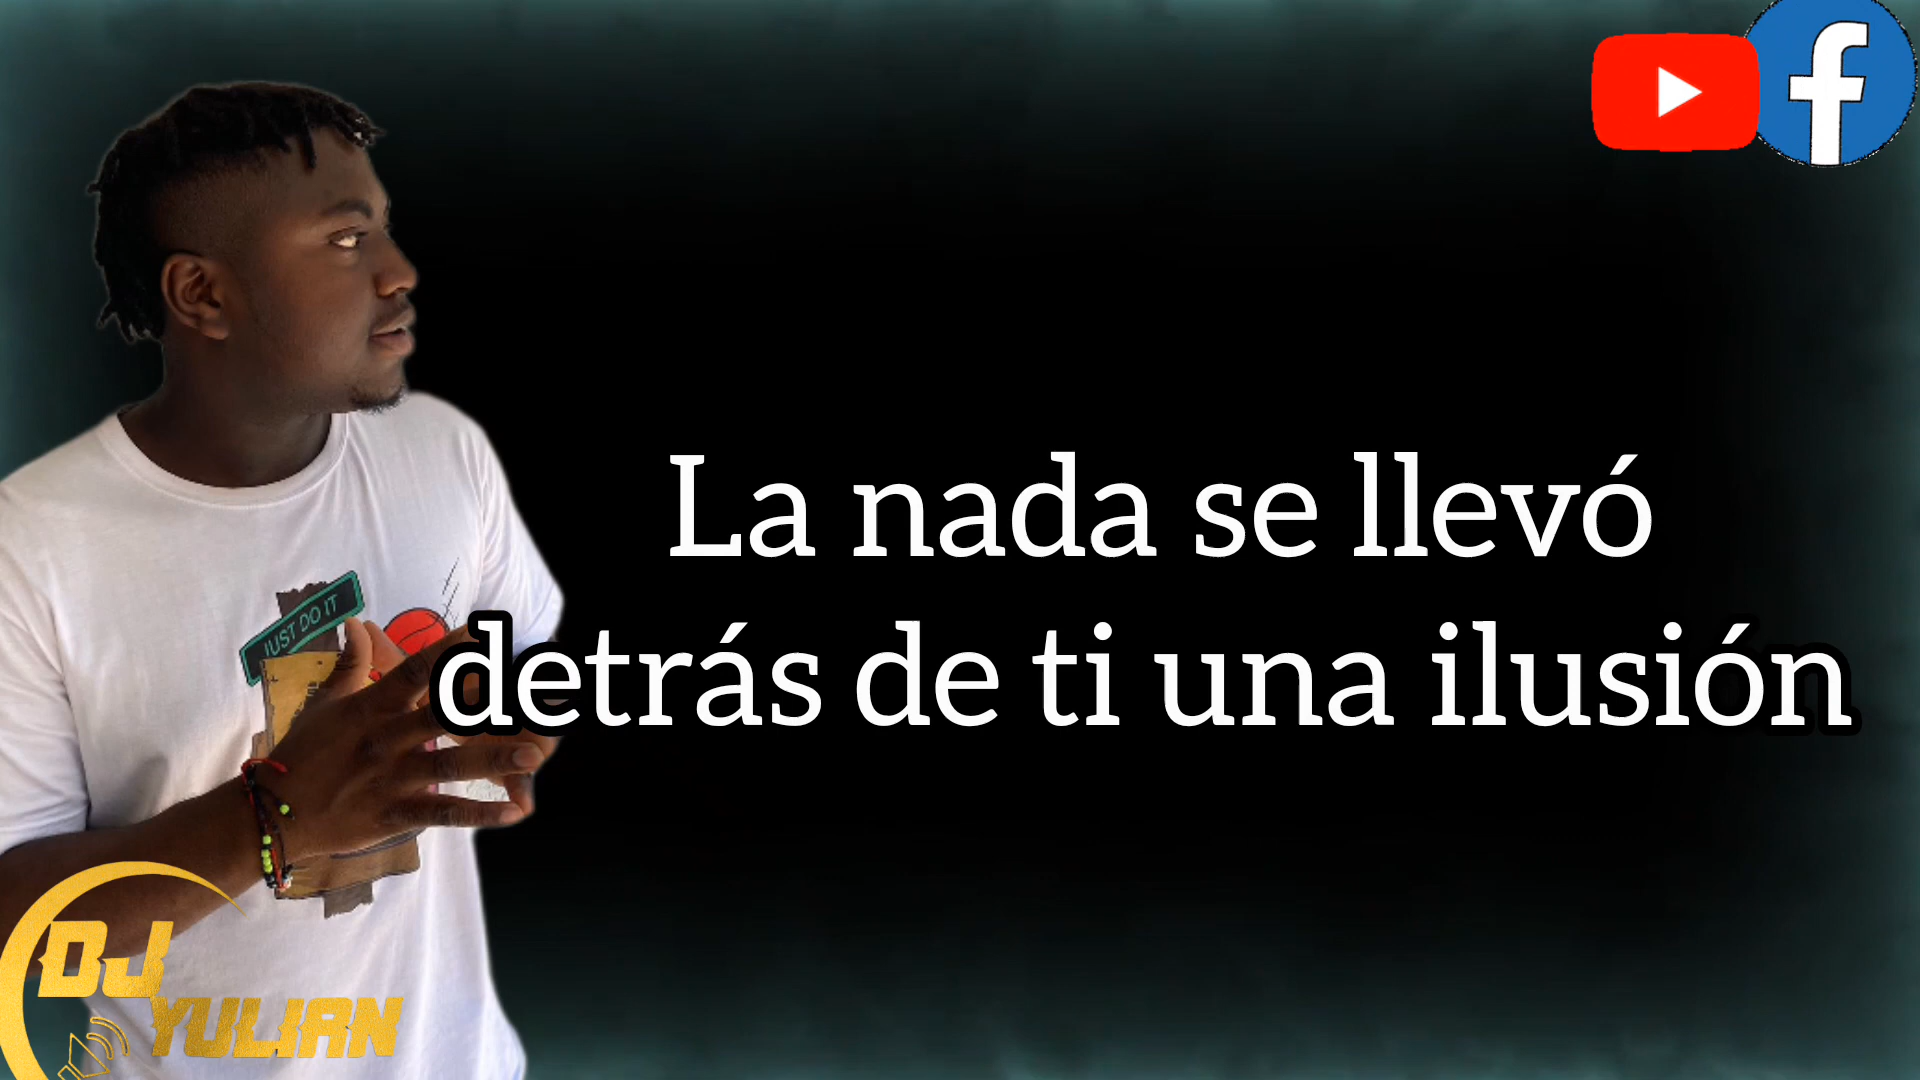 La nada se llevó
JUST DO IT
detrás de ti una ilusión
DJ
YULIAN